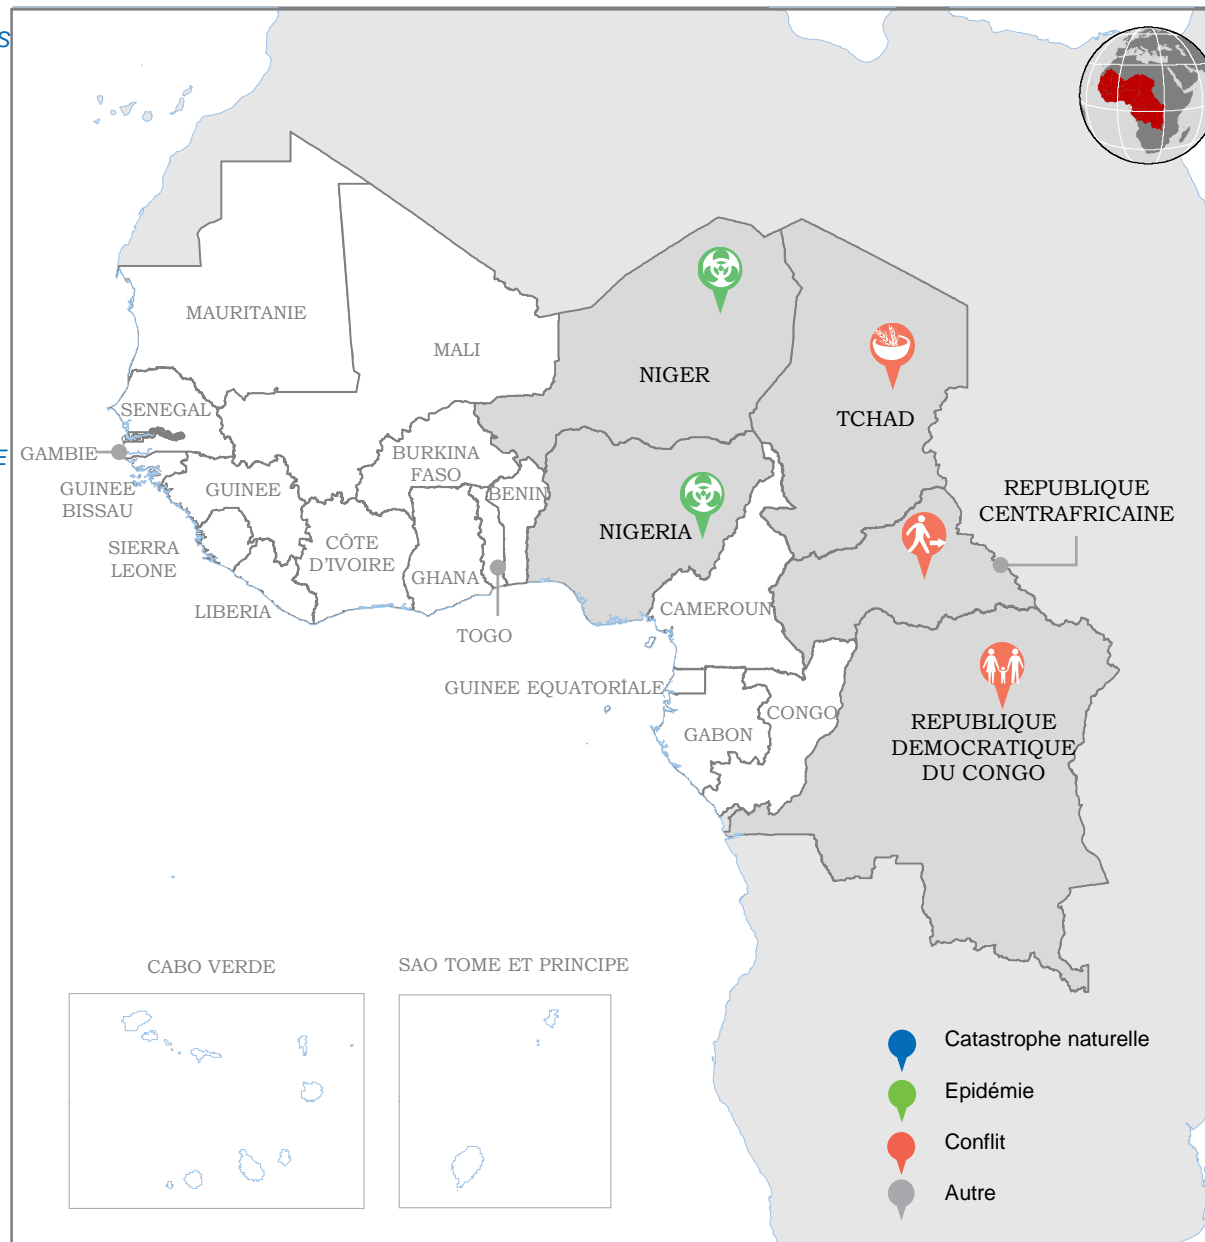 S
MAURITANIE
MALI
NIGER
TCHAD
SENEGAL
GAMBIE
E
GUINEE
BISSAU
GUINEE
BURKINA
FASO
BENIN
NIGERIA
REPUBLIQUE
CENTRAFRICAINE
SIERRA
LEONE
CÔTE
D'IVOIRE
GHANA
LIBERIA
TOGO
CAMEROUN
GUINEE EQUATORIALE
GABON
CONGO
REPUBLIQUE
DEMOCRATIQUE
DU CONGO
CABO VERDE
SAO TOME ET PRINCIPE
Catastrophe naturelle
Epidémie
Conflit
Autre